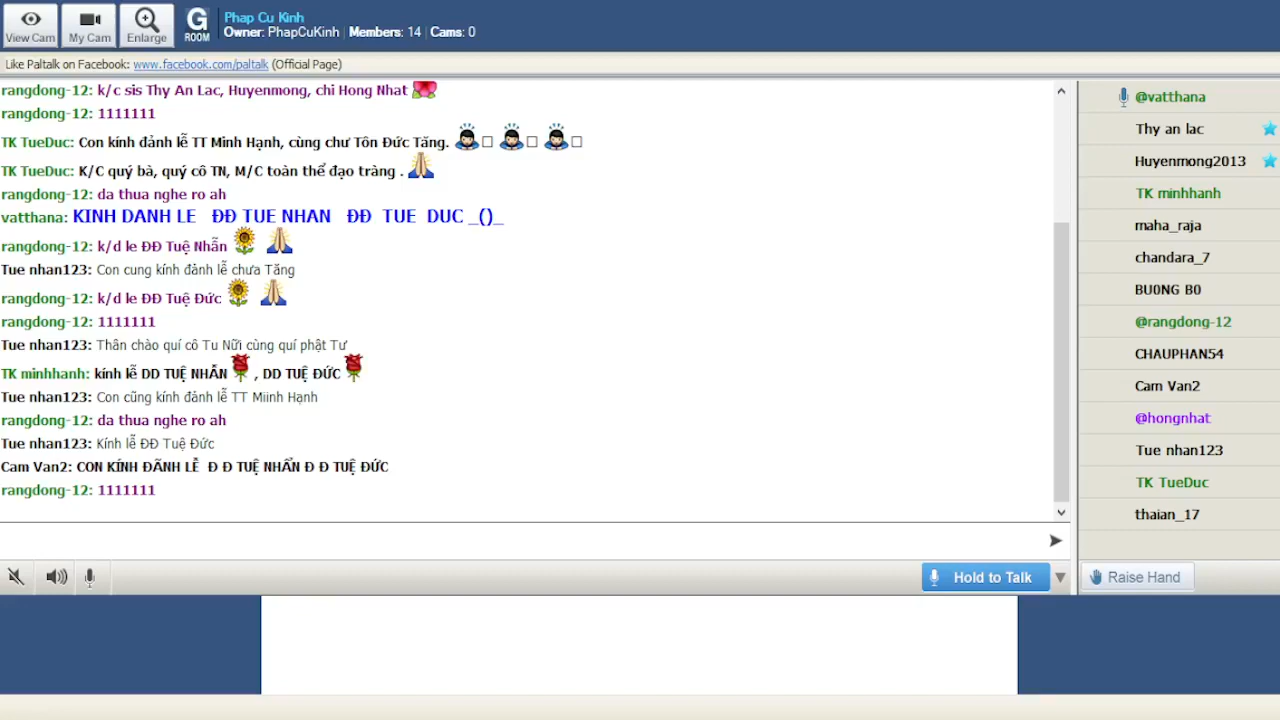 View Cam
My Cam
Enlarge
G
ROOM
Phap Cu Kinh
Owner: PhapCuKinh | Members: 14 | Cams: 0
Like Paltalk on Facebook: www.facebook.com/paltalk (Official Page)
rangdong-12: k/c sis Thy An Lac, Huyenmong, chi Hong Nhat
rangdong-12: 1111111
TK TueDuc: Con kính đảnh lễ TT Minh Hạnh, cùng chư Tôn Đức Tăng.
TK TueDuc: K/C quý bà, quý cô TN, M/C toàn thể đạo tràng .
rangdong-12: da thua nghe ro ah
vatthana: KINH DANH LE ĐĐ TUE NHAN ĐĐ TUE DUC _()_
rangdong-12: k/d le ĐĐ Tuệ Nhẫn
Tue nhan123: Con cung kính đảnh lễ chưa Tăng
rangdong-12: k/d le ĐĐ Tuệ Đức
rangdong-12: 1111111
Tue nhan123: Thân chào quí cô Tu Nữi cùng quí phật Tư
TK minhhanh: kính lễ DD TUỆ NHẪN , DD TUỆ ĐỨC
Tue nhan123: Con cũng kính đảnh lễ TT Miinh Hạnh
rangdong-12: da thua nghe ro ah
Tue nhan123: Kính lễ ĐĐ Tuệ Đức
Cam Van2: CON KÍNH ĐÃNH LỄ Đ Đ TUỆ NHẨN Đ Đ TUỆ ĐỨC
rangdong-12: 1111111
@vatthana
Thy an lac
Huyenmong2013
TK minhhanh
maha_raja
chandara_7
BU0NG B0
@rangdong-12
CHAUPHAN54
Cam Van2
@hongnhat
Tue nhan123
TK TueDuc
thaian_17
Hold to Talk
Raise Hand